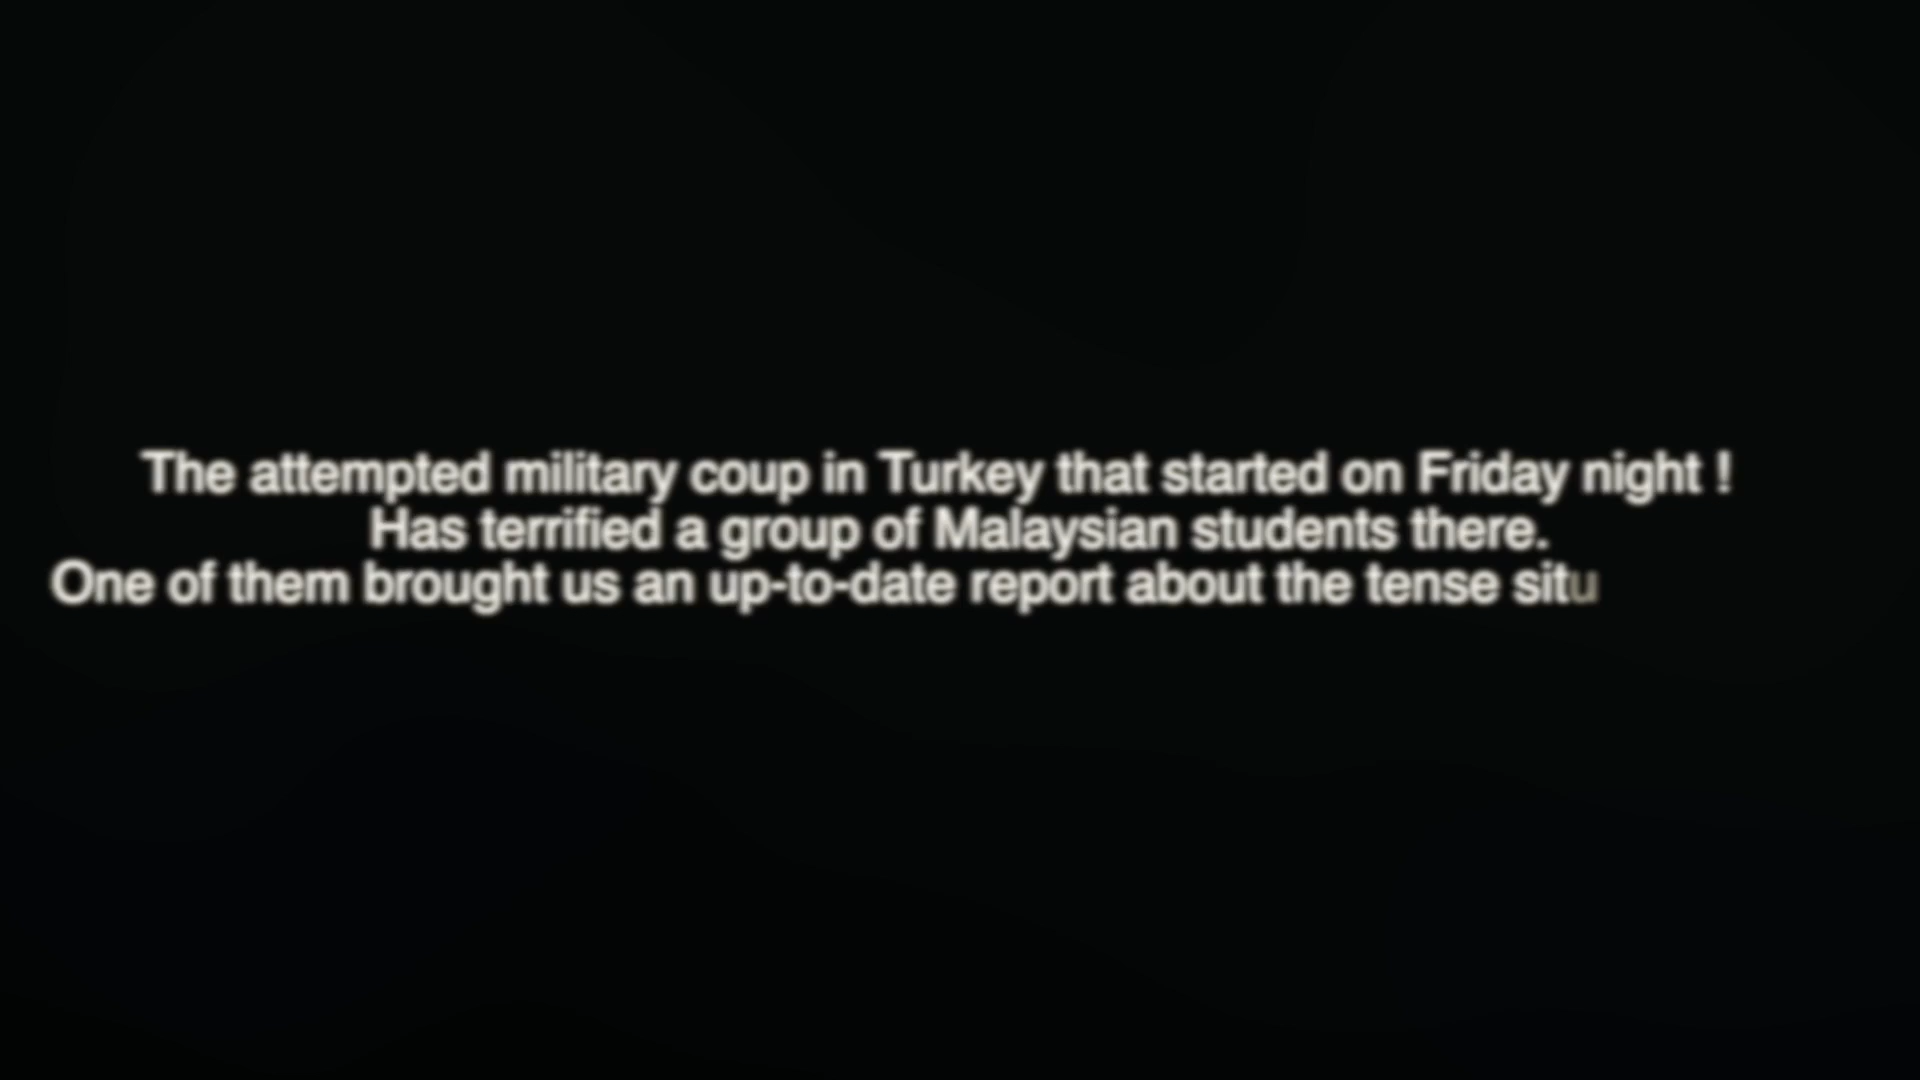 The attempted military coup in Turkey that started on Friday night !
Has terrified a group of Malaysian students there.
One of them brought us an up-to-date report about the tense situ